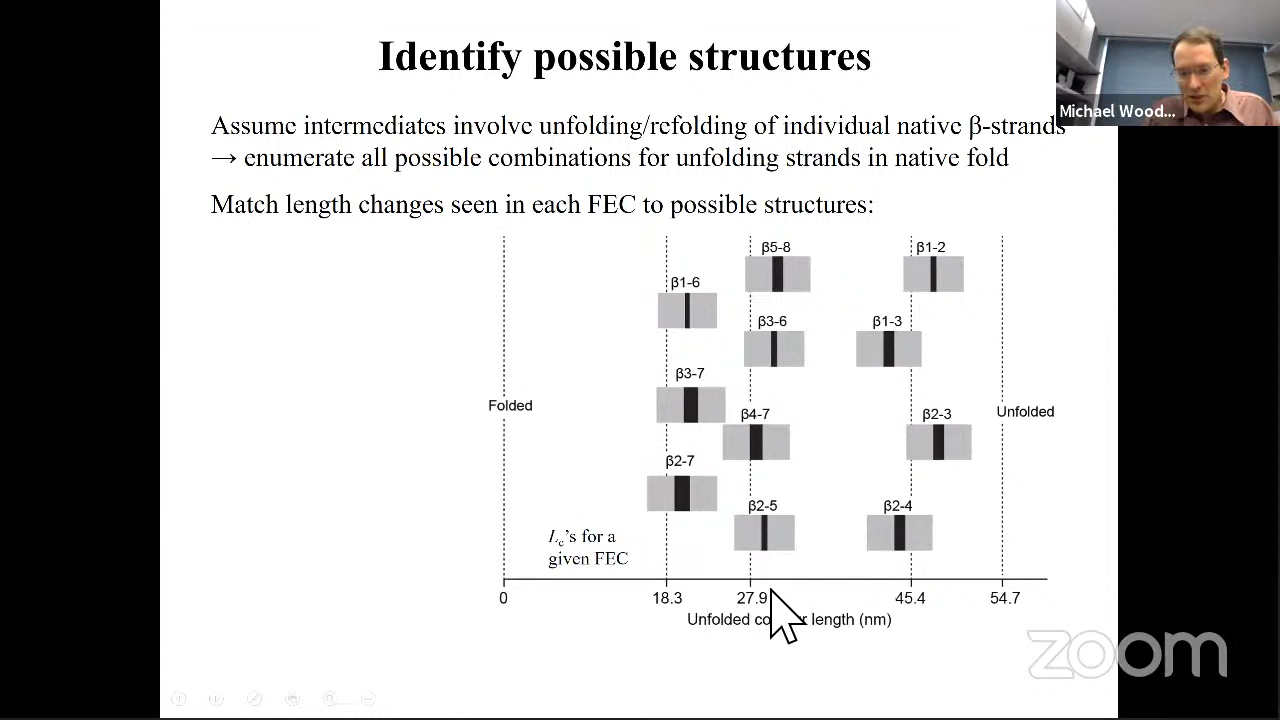 Identify possible structures
Michael Wood...
Assume intermediates involve unfolding/refolding of individual native β-strands
→ enumerate all possible combinations for unfolding strands in native fold
Match length changes seen in each FEC to possible structures:
β5-8
β1-2
β1-6
β3-6
β1-3
β3-7
Folded
β4-7
β2-3
Unfolded
β2-7
β2-5
β2-4
Lc's for a
given FEC
0
18.3
27.9
45.4
54.7
Unfolded length (nm)
zoom